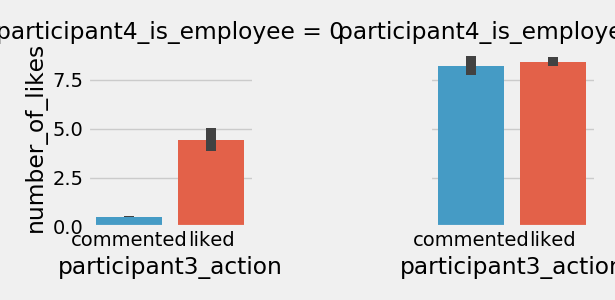 participant4_is_employee = 0
participant4_is_employe
number_of_likes
7.5
5.0
2.5
0.0
commented liked
commented liked
participant3_action
participant3_action